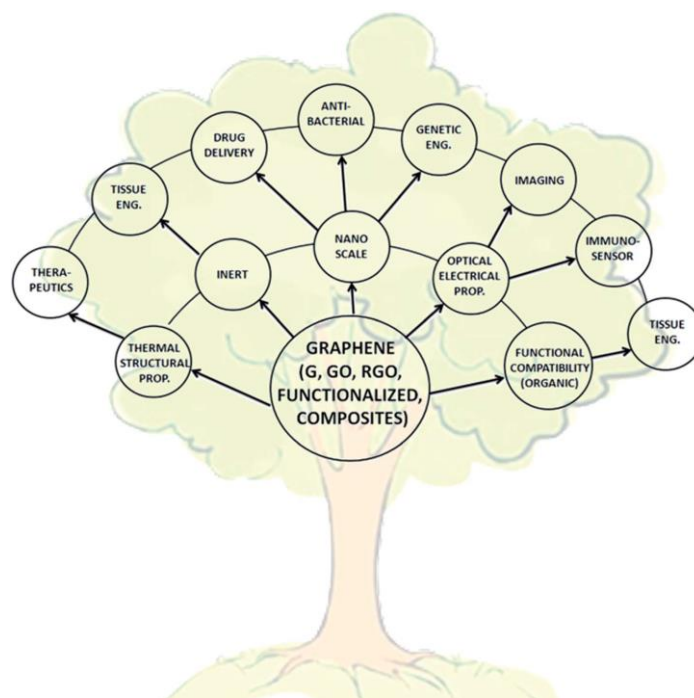 ANTI-
BACTERIAL
DRUG
DELIVERY
GENETIC
ENG.
IMAGING
TISSUE
ENG.
IMMUNO-
SENSOR
THERA-
PEUTICS
TISSUE
ENG.
NANO
SCALE
INERT
OPTICAL
ELECTRICAL
PROP.
THERMAL
STRUCTURAL
PROP.
FUNCTIONAL
COMPATIBILITY
(ORGANIC)
GRAPHENE
(G, GO, RGO,
FUNCTIONALIZED,
COMPOSITES)